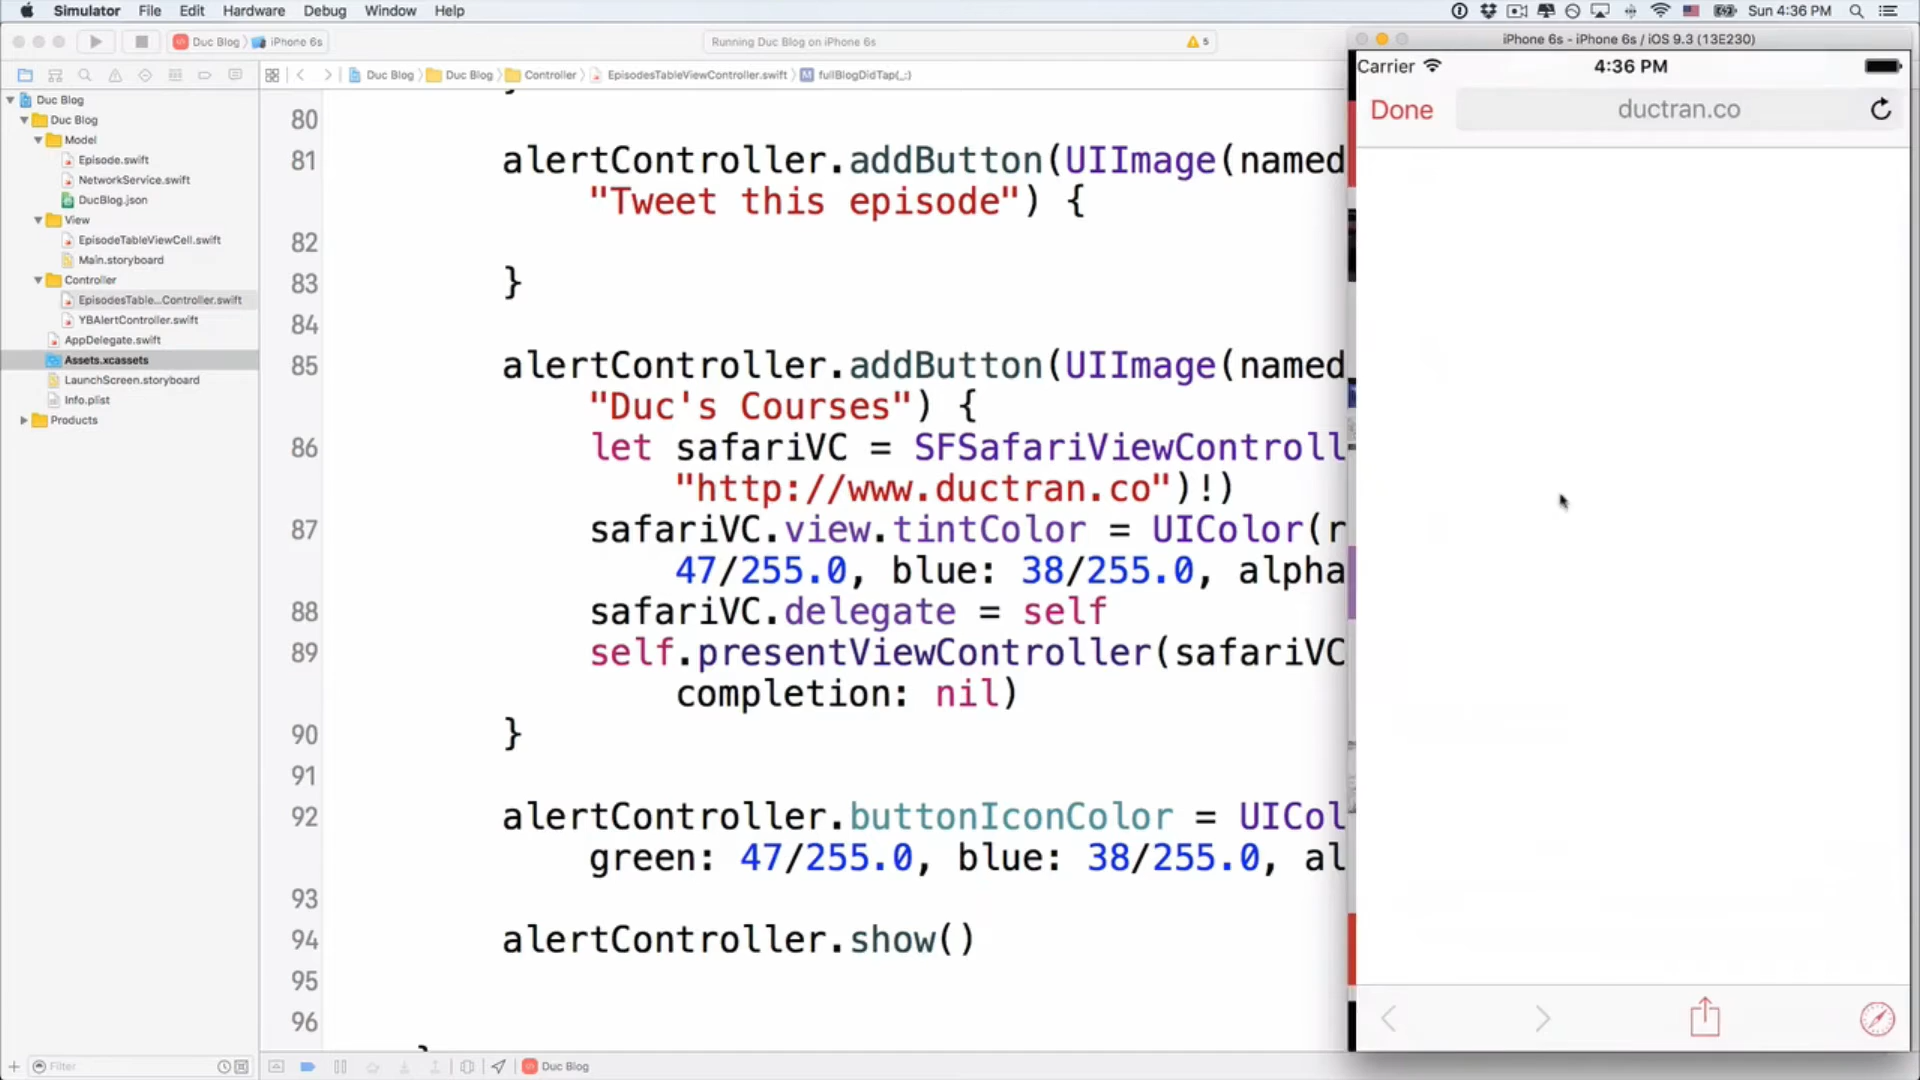 Simulator File Edit Hardware Debug Window Help
Sun 4:36 PM
Duc Blog iPhone 6s
Running Duc Blog on iPhone 6s
5
Duc Blog Duc Blog Controller EpisodesTableViewController.swift M fullBlogDidTap(_:)
Duc Blog
Duc Blog
Model
Episode.swift
NetworkService.swift
DucBlog.json
View
EpisodeTableViewCell.swift
Main.storyboard
Controller
EpisodesTable...Controller.swift
YBAlertController.swift
AppDelegate.swift
Assets.xcassets
LaunchScreen.storyboard
Info.plist
Products
Filter
80
81 alertController.addButton(UIImage(named
"Tweet this episode") {
82
83 }
84
85 alertController.addButton(UIImage(named
"Duc's Courses") {
86 let safariVC = SFSafariViewControll
"http://www.ductran.co")!)
87 safariVC.view.tintColor = UIColor(r
47/255.0, blue: 38/255.0, alpha
88 safariVC.delegate = self
89 self.presentViewController(safariVC
completion: nil)
90 }
91
92 alertController.buttonIconColor = UICol
green: 47/255.0, blue: 38/255.0, al
93
94 alertController.show()
95
96
Duc Blog
iPhone 6s - iPhone 6s / iOS 9.3 (13E230)
Carrier 4:36 PM
Done ductran.co